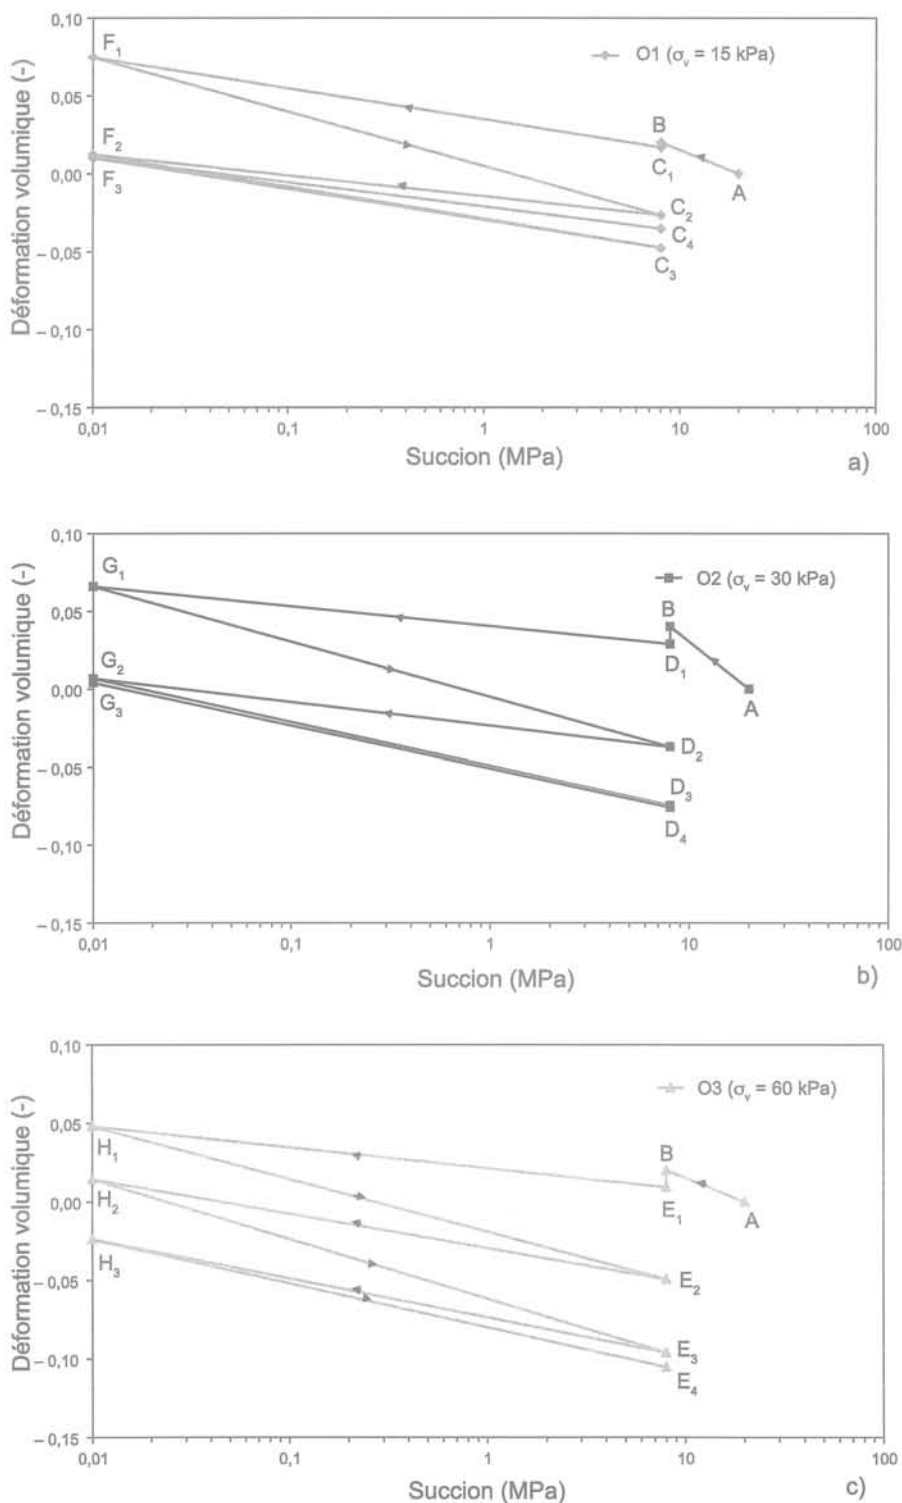 0,10
F₁
O1 (σᵥ = 15 kPa)
0,05
B
F₂
0,00
C₁
F₃
A
C₂
C₄
– 0,05
C₃
– 0,10
– 0,15
0,01 0,1 1 10 100
Déformation volumique (-)
Succion (MPa)
a)
0,10
G₁
O2 (σᵥ = 30 kPa)
B
0,05
D₁
G₂
0,00
G₃
A
D₂
– 0,05
D₃
D₄
– 0,10
– 0,15
0,01 0,1 1 10 100
Déformation volumique (-)
Succion (MPa)
b)
0,10
O3 (σᵥ = 60 kPa)
0,05
H₁
B
0,00
H₂
E₁
A
H₃
– 0,05
E₂
– 0,10
E₃
E₄
– 0,15
0,01 0,1 1 10 100
Déformation volumique (-)
Succion (MPa)
c)